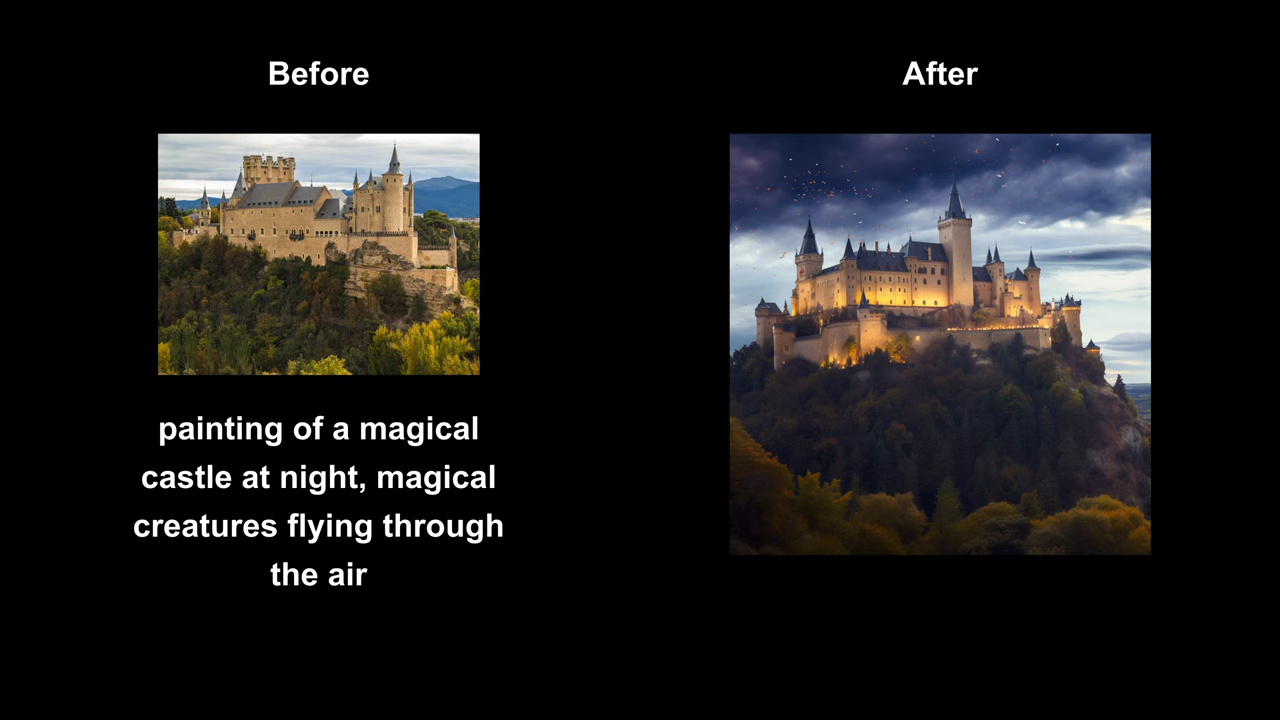 Before
After
painting of a magical
castle at night, magical
creatures flying through
the air